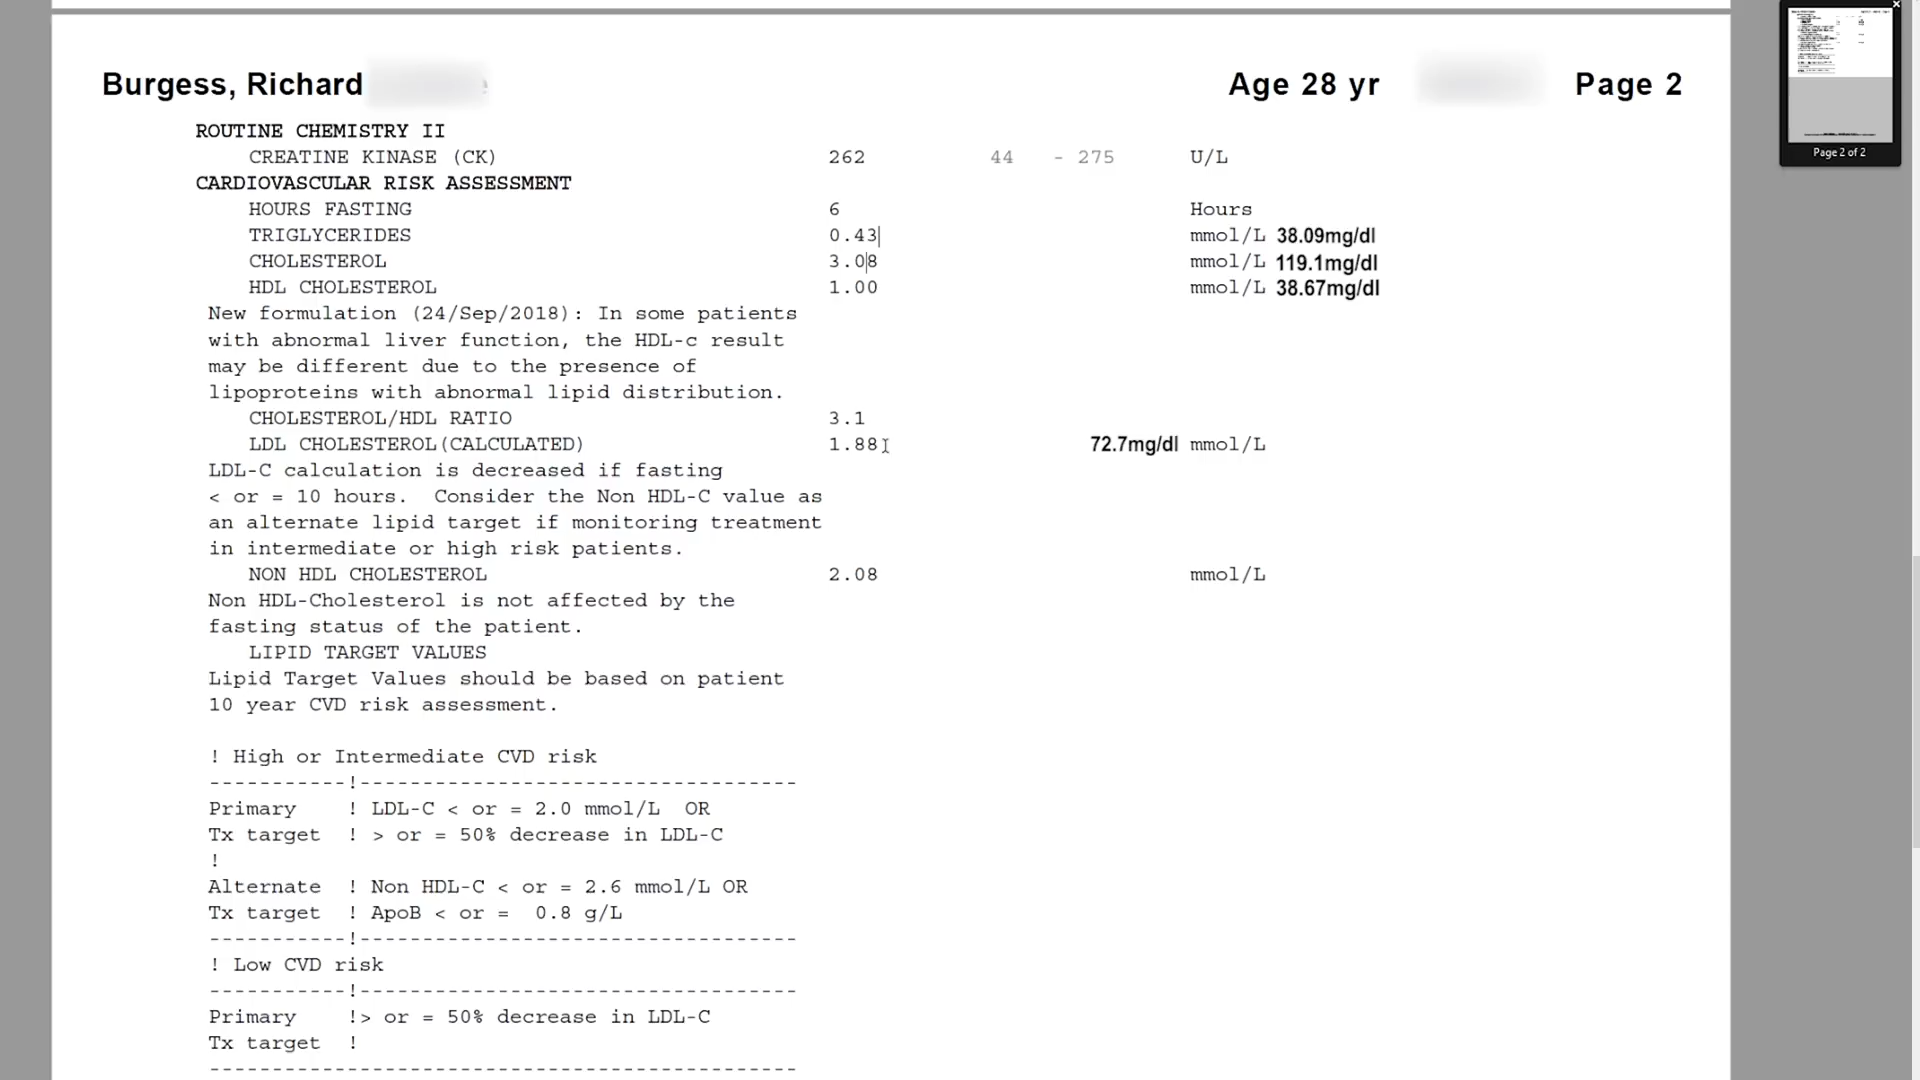 Burgess, Richard Age 28 yr Page 2
ROUTINE CHEMISTRY II
CREATINE KINASE (CK) 262 44 - 275 U/L
CARDIOVASCULAR RISK ASSESSMENT
HOURS FASTING 6 Hours
TRIGLYCERIDES 0.43 mmol/L 38.09mg/dl
CHOLESTEROL 3.08 mmol/L 119.1mg/dl
HDL CHOLESTEROL 1.00 mmol/L 38.67mg/dl
New formulation (24/Sep/2018): In some patients
with abnormal liver function, the HDL-c result
may be different due to the presence of
lipoproteins with abnormal lipid distribution.
CHOLESTEROL/HDL RATIO 3.1
LDL CHOLESTEROL(CALCULATED) 1.88 72.7mg/dl mmol/L
LDL-C calculation is decreased if fasting
< or = 10 hours. Consider the Non HDL-C value as
an alternate lipid target if monitoring treatment
in intermediate or high risk patients.
NON HDL CHOLESTEROL 2.08 mmol/L
Non HDL-Cholesterol is not affected by the
fasting status of the patient.
LIPID TARGET VALUES
Lipid Target Values should be based on patient
10 year CVD risk assessment.
! High or Intermediate CVD risk
-----------!-----------------------------------
Primary ! LDL-C < or = 2.0 mmol/L OR
Tx target ! > or = 50% decrease in LDL-C
!
Alternate ! Non HDL-C < or = 2.6 mmol/L OR
Tx target ! ApoB < or = 0.8 g/L
-----------!-----------------------------------
! Low CVD risk
-----------!-----------------------------------
Primary !> or = 50% decrease in LDL-C
Tx target !
-----------------------------------------------
Page 2 of 2